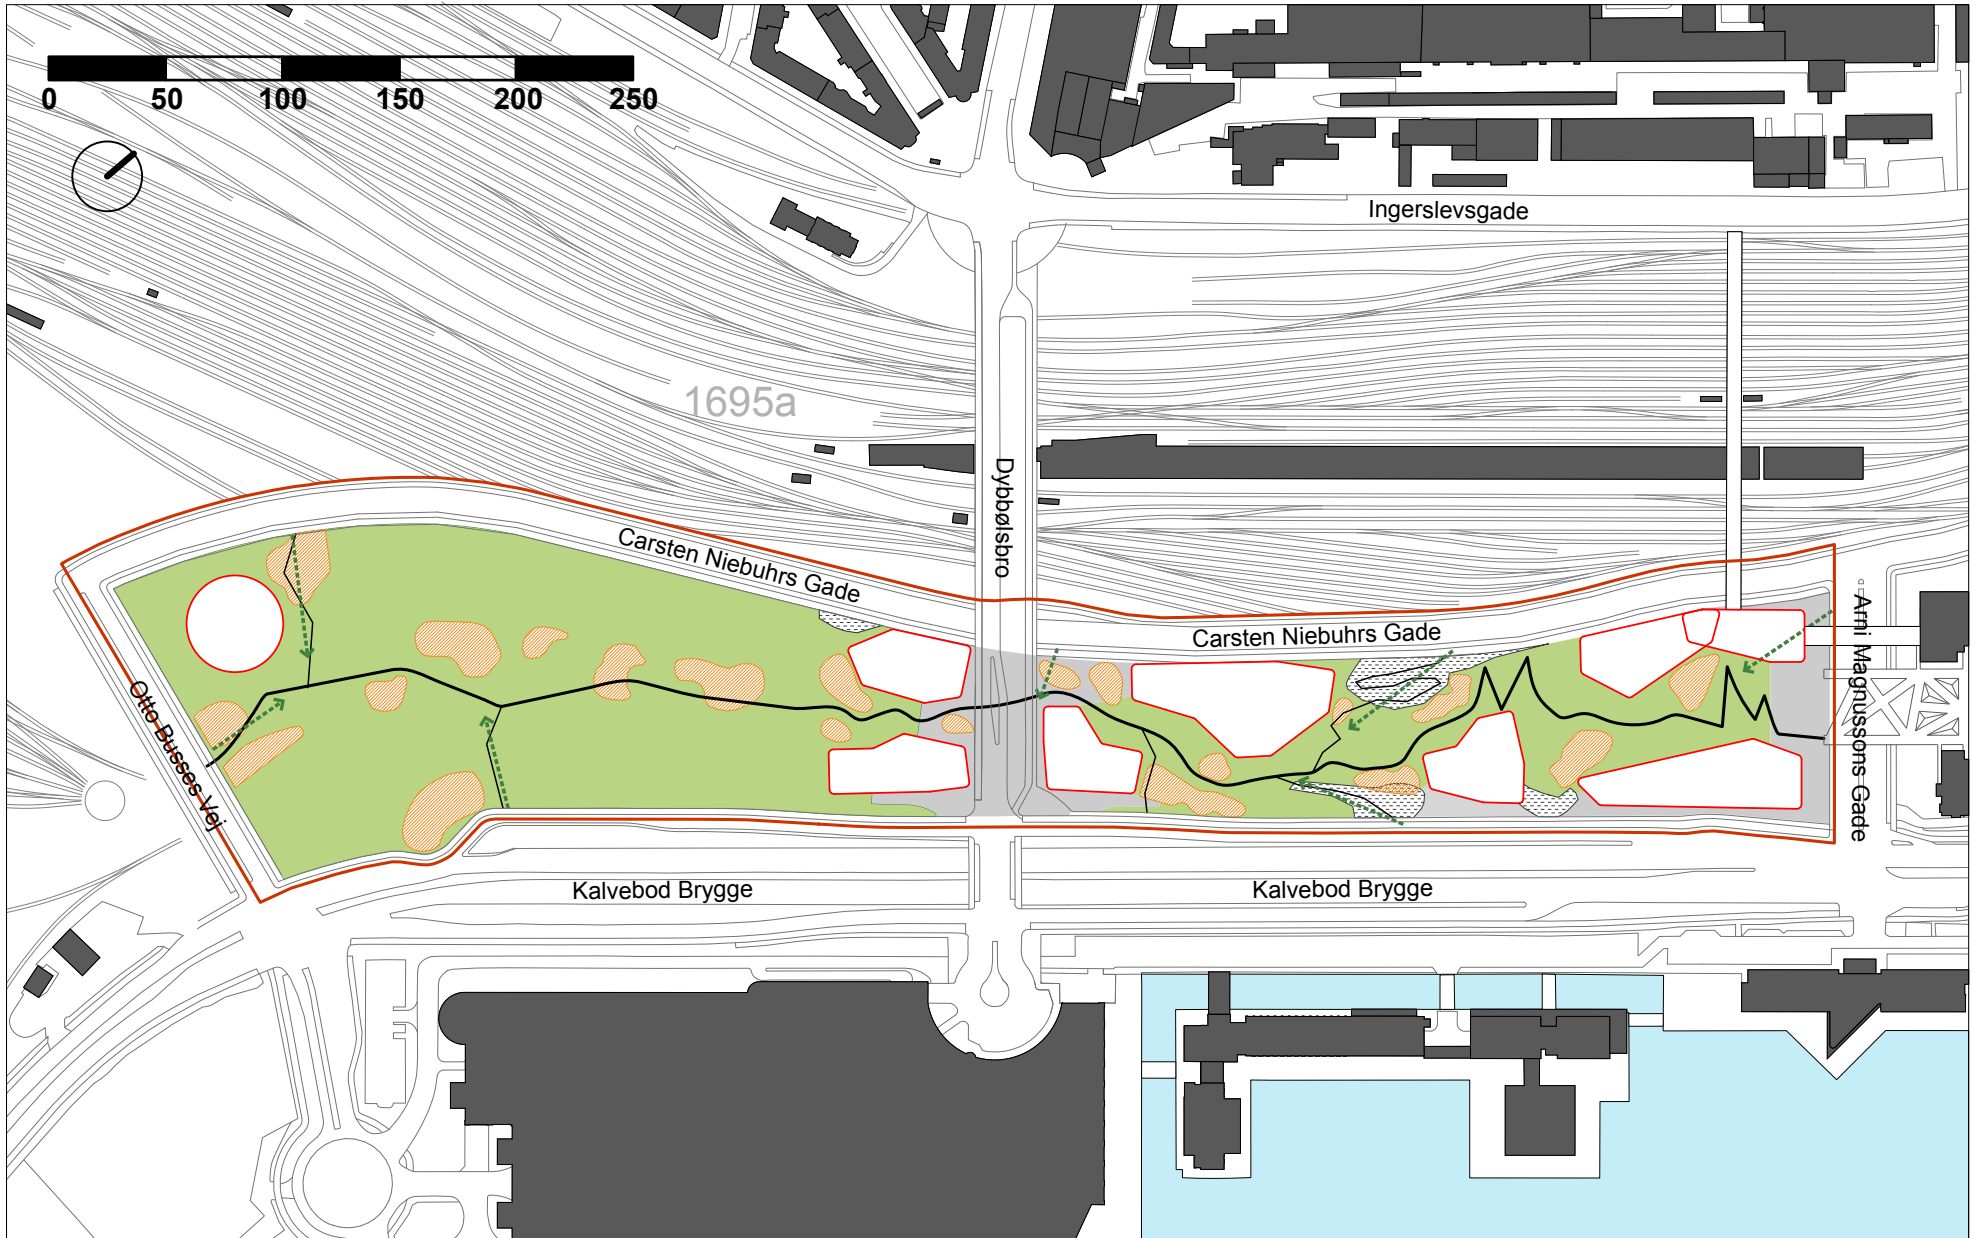 0 50 100 150 200 250
Ingerslevsgade
1695a
Dybbølsbro
Carsten Niebuhrs Gade
Carsten Niebuhrs Gade
Arni Magnussons Gade
Otto Busses Vej
Kalvebod Brygge
Kalvebod Brygge